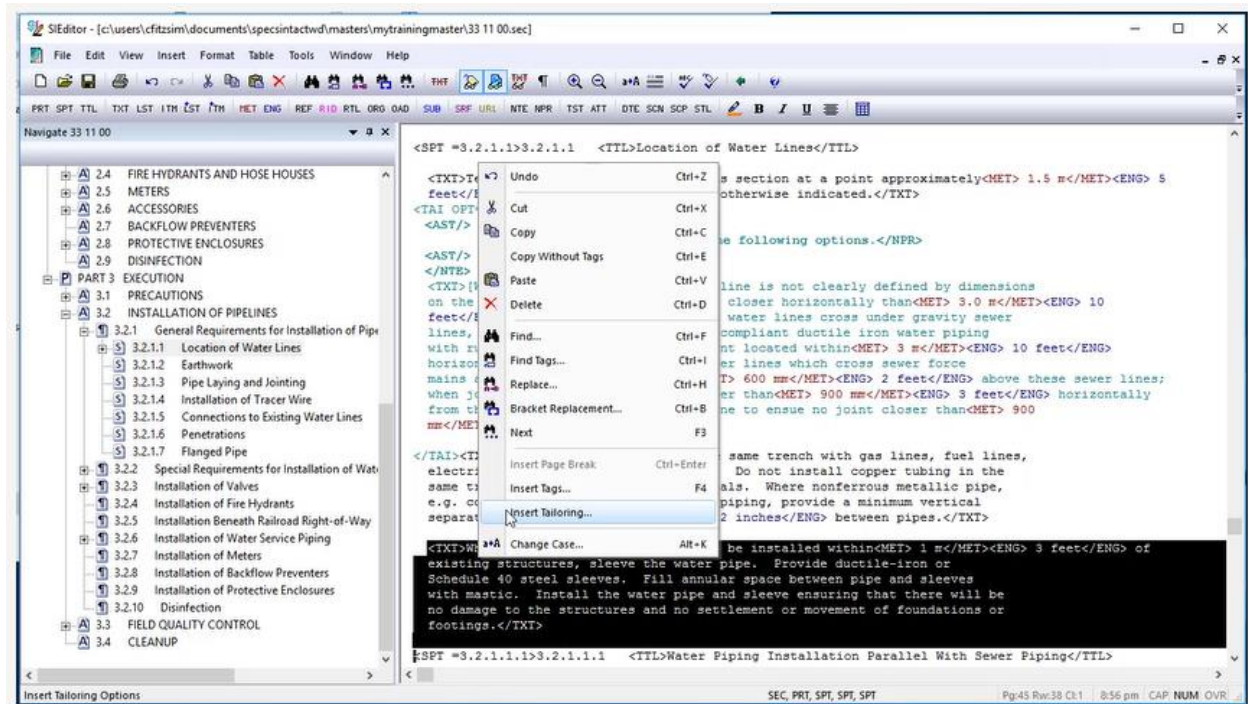 SIEditor - [c:\users\cfitzsim\documents\specsintactwd\masters\mytrainingmaster\33 11 00.sec]
File Edit View Insert Format Table Tools Window Help
PRT SPT TTL TXT LST ITM LST ITM MET ENG REF RID RTL ORG OAD SUB SRF URL NTE NPR TST ATT DTE SCN SCP STL B I U
Navigate 33 11 00
A 2.4 FIRE HYDRANTS AND HOSE HOUSES
A 2.5 METERS
A 2.6 ACCESSORIES
A 2.7 BACKFLOW PREVENTERS
A 2.8 PROTECTIVE ENCLOSURES
A 2.9 DISINFECTION
P PART 3 EXECUTION
A 3.1 PRECAUTIONS
A 3.2 INSTALLATION OF PIPELINES
¶ 3.2.1 General Requirements for Installation of Pipe
S 3.2.1.1 Location of Water Lines
S 3.2.1.2 Earthwork
S 3.2.1.3 Pipe Laying and Jointing
S 3.2.1.4 Installation of Tracer Wire
S 3.2.1.5 Connections to Existing Water Lines
S 3.2.1.6 Penetrations
S 3.2.1.7 Flanged Pipe
¶ 3.2.2 Special Requirements for Installation of Wat
¶ 3.2.3 Installation of Valves
¶ 3.2.4 Installation of Fire Hydrants
¶ 3.2.5 Installation Beneath Railroad Right-of-Way
¶ 3.2.6 Installation of Water Service Piping
¶ 3.2.7 Installation of Meters
¶ 3.2.8 Installation of Backflow Preventers
¶ 3.2.9 Installation of Protective Enclosures
¶ 3.2.10 Disinfection
A 3.3 FIELD QUALITY CONTROL
A 3.4 CLEANUP
<SPT =3.2.1.1>3.2.1.1 <TTL>Location of Water Lines</TTL>
<TXT>Te s section at a point approximately<MET> 1.5 m</MET><ENG> 5
feet</E otherwise indicated.</TXT>
<TAI OPT
<AST/>
e following options.</NPR>
<AST/>
</NTE>
<TXT>[W line is not clearly defined by dimensions
on the closer horizontally than<MET> 3.0 m</MET><ENG> 10
feet</E water lines cross under gravity sewer
lines, compliant ductile iron water piping
with ru nt located within<MET> 3 m</MET><ENG> 10 feet</ENG>
horizon er lines which cross sewer force
mains T> 600 mm</MET><ENG> 2 feet</ENG> above these sewer lines;
when jo er than<MET> 900 mm</MET><ENG> 3 feet</ENG> horizontally
from th ne to ensue no joint closer than<MET> 900
mm</MET
</TAI><TX same trench with gas lines, fuel lines,
electri Do not install copper tubing in the
same t als. Where nonferrous metallic pipe,
e.g. co piping, provide a minimum vertical
separat 2 inches</ENG> between pipes.</TXT>
<TXT>Wh be installed within<MET> 1 m</MET><ENG> 3 feet</ENG> of
existing structures, sleeve the water pipe. Provide ductile-iron or
Schedule 40 steel sleeves. Fill annular space between pipe and sleeves
with mastic. Install the water pipe and sleeve ensuring that there will be
no damage to the structures and no settlement or movement of foundations or
footings.</TXT>
<SPT =3.2.1.1.1>3.2.1.1.1 <TTL>Water Piping Installation Parallel With Sewer Piping</TTL>
Undo Ctrl+Z
Cut Ctrl+X
Copy Ctrl+C
Copy Without Tags Ctrl+E
Paste Ctrl+V
Delete Ctrl+D
Find... Ctrl+F
Find Tags... Ctrl+I
Replace... Ctrl+H
Bracket Replacement... Ctrl+B
Next F3
Insert Page Break Ctrl+Enter
Insert Tags... F4
Insert Tailoring...
Change Case... Alt+K
Insert Tailoring Options SEC, PRT, SPT, SPT, SPT Pg:45 Rw:38 Cl:1 8:56 pm CAP NUM OVR